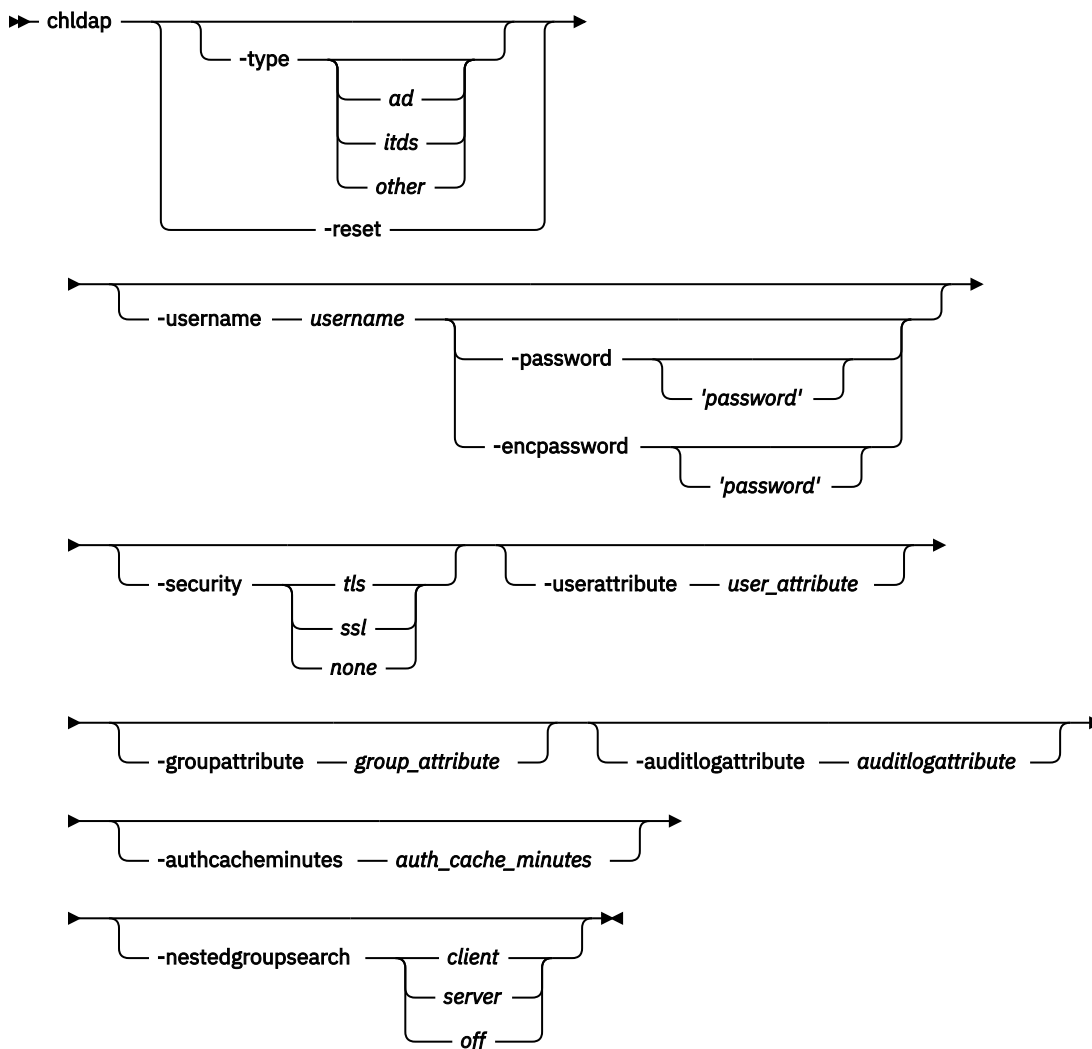 chldap
-type
ad
itds
other
-reset
-username username
-password
'password'
-encpassword
'password'
-security tls
ssl
none
-userattribute user_attribute
-groupattribute group_attribute
-auditlogattribute auditlogattribute
-authcacheminutes auth_cache_minutes
-nestedgroupsearch client
server
off